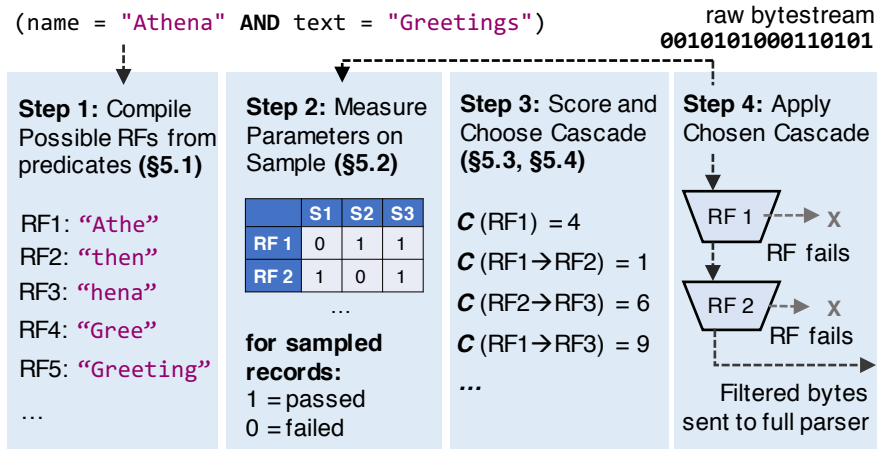 (name = "Athena" AND text = "Greetings")
raw bytestream
0010101000110101
Step 1: Compile
Possible RFs from
predicates (§5.1)
RF1: “Athe”
RF2: “then”
RF3: “hena”
RF4: “Gree”
RF5: “Greeting”
…
Step 2: Measure
Parameters on
Sample (§5.2)
S1 S2 S3
RF 1 0 1 1
RF 2 1 0 1
…
for sampled
records:
1 = passed
0 = failed
Step 3: Score and
Choose Cascade
(§5.3, §5.4)
C (RF1) = 4
C (RF1→RF2) = 1
C (RF2→RF3) = 6
C (RF1→RF3) = 9
...
Step 4: Apply
Chosen Cascade
RF 1 X
RF fails
RF 2 X
RF fails
Filtered bytes
sent to full parser